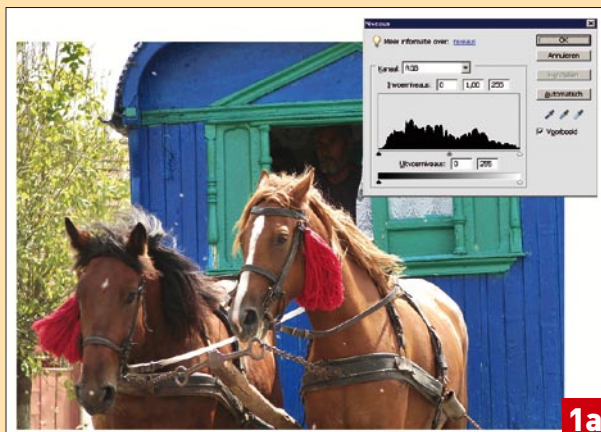 Niveaus
Meer informatie over: niveaus
OK
Annuleren
Kanaal: RGB
Invoerniveaus: 0 1,00 255
Automatisch
Voorbeeld
Uitvoerniveaus: 0 255
1a